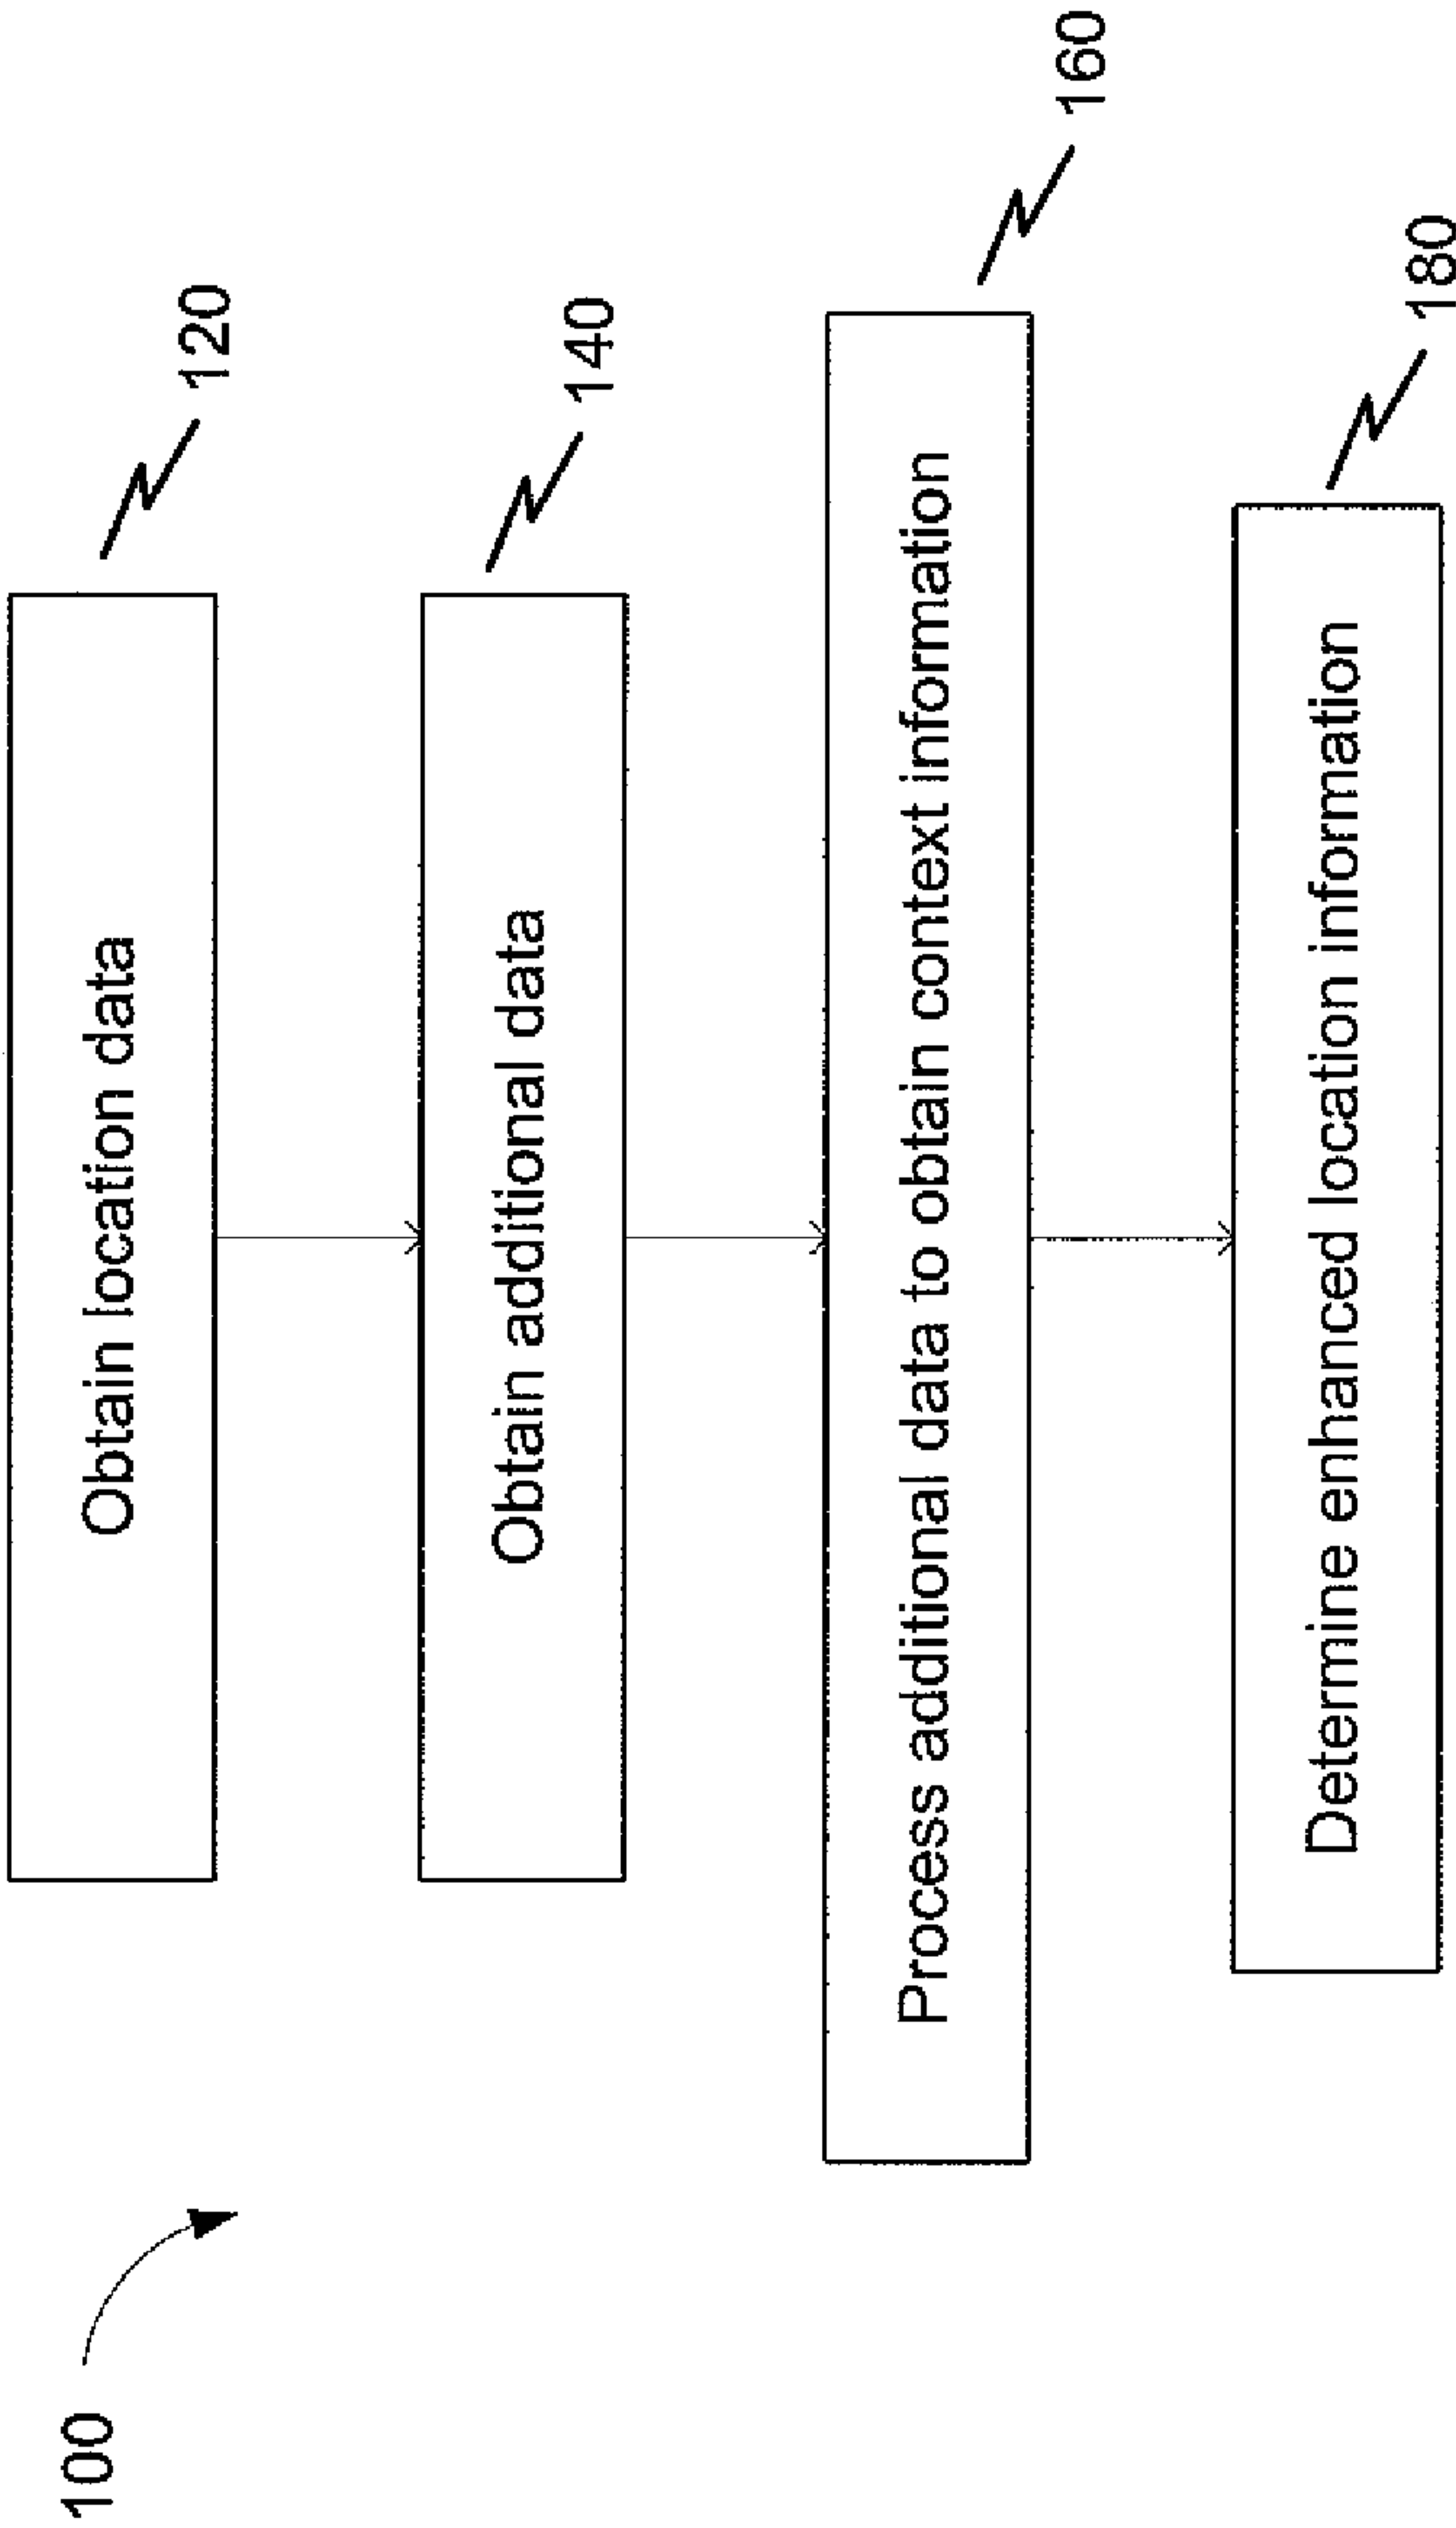 100
Obtain location data
120
Obtain additional data
140
Process additional data to obtain context information
160
Determine enhanced location information
180